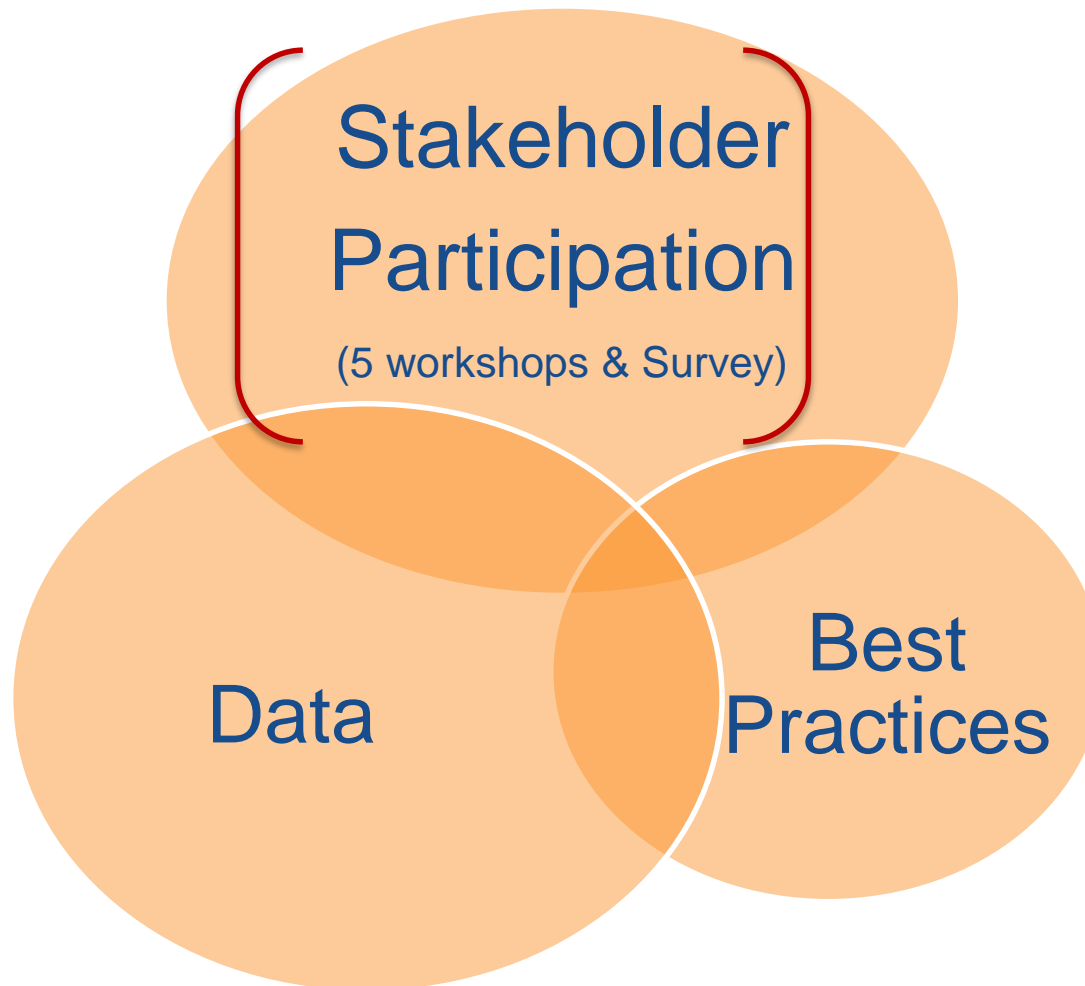 Stakeholder
Participation
(5 workshops & Survey)
Data
Best
Practices